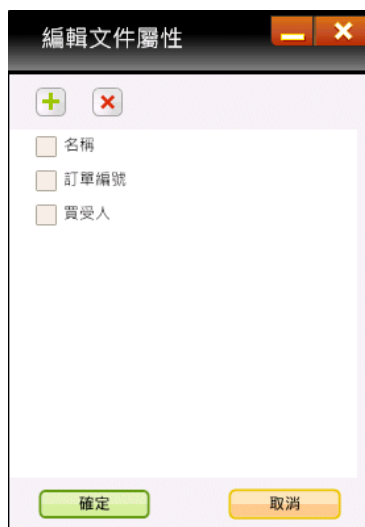 編輯文件屬性
名稱
訂單編號
買受人
確定
取消